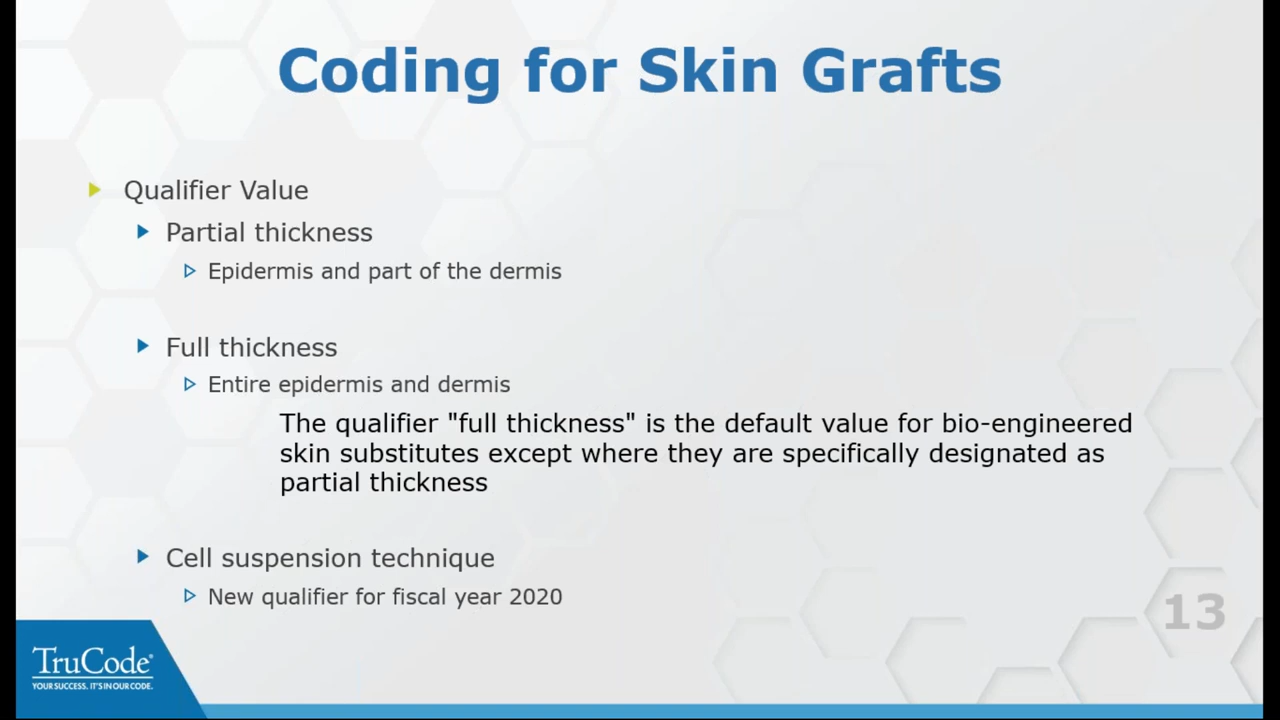 Coding for Skin Grafts
Qualifier Value
Partial thickness
Epidermis and part of the dermis
Full thickness
Entire epidermis and dermis
The qualifier "full thickness" is the default value for bio-engineered
skin substitutes except where they are specifically designated as
partial thickness
Cell suspension technique
New qualifier for fiscal year 2020
13
TruCode®
YOUR SUCCESS. IT'S IN OUR CODE.